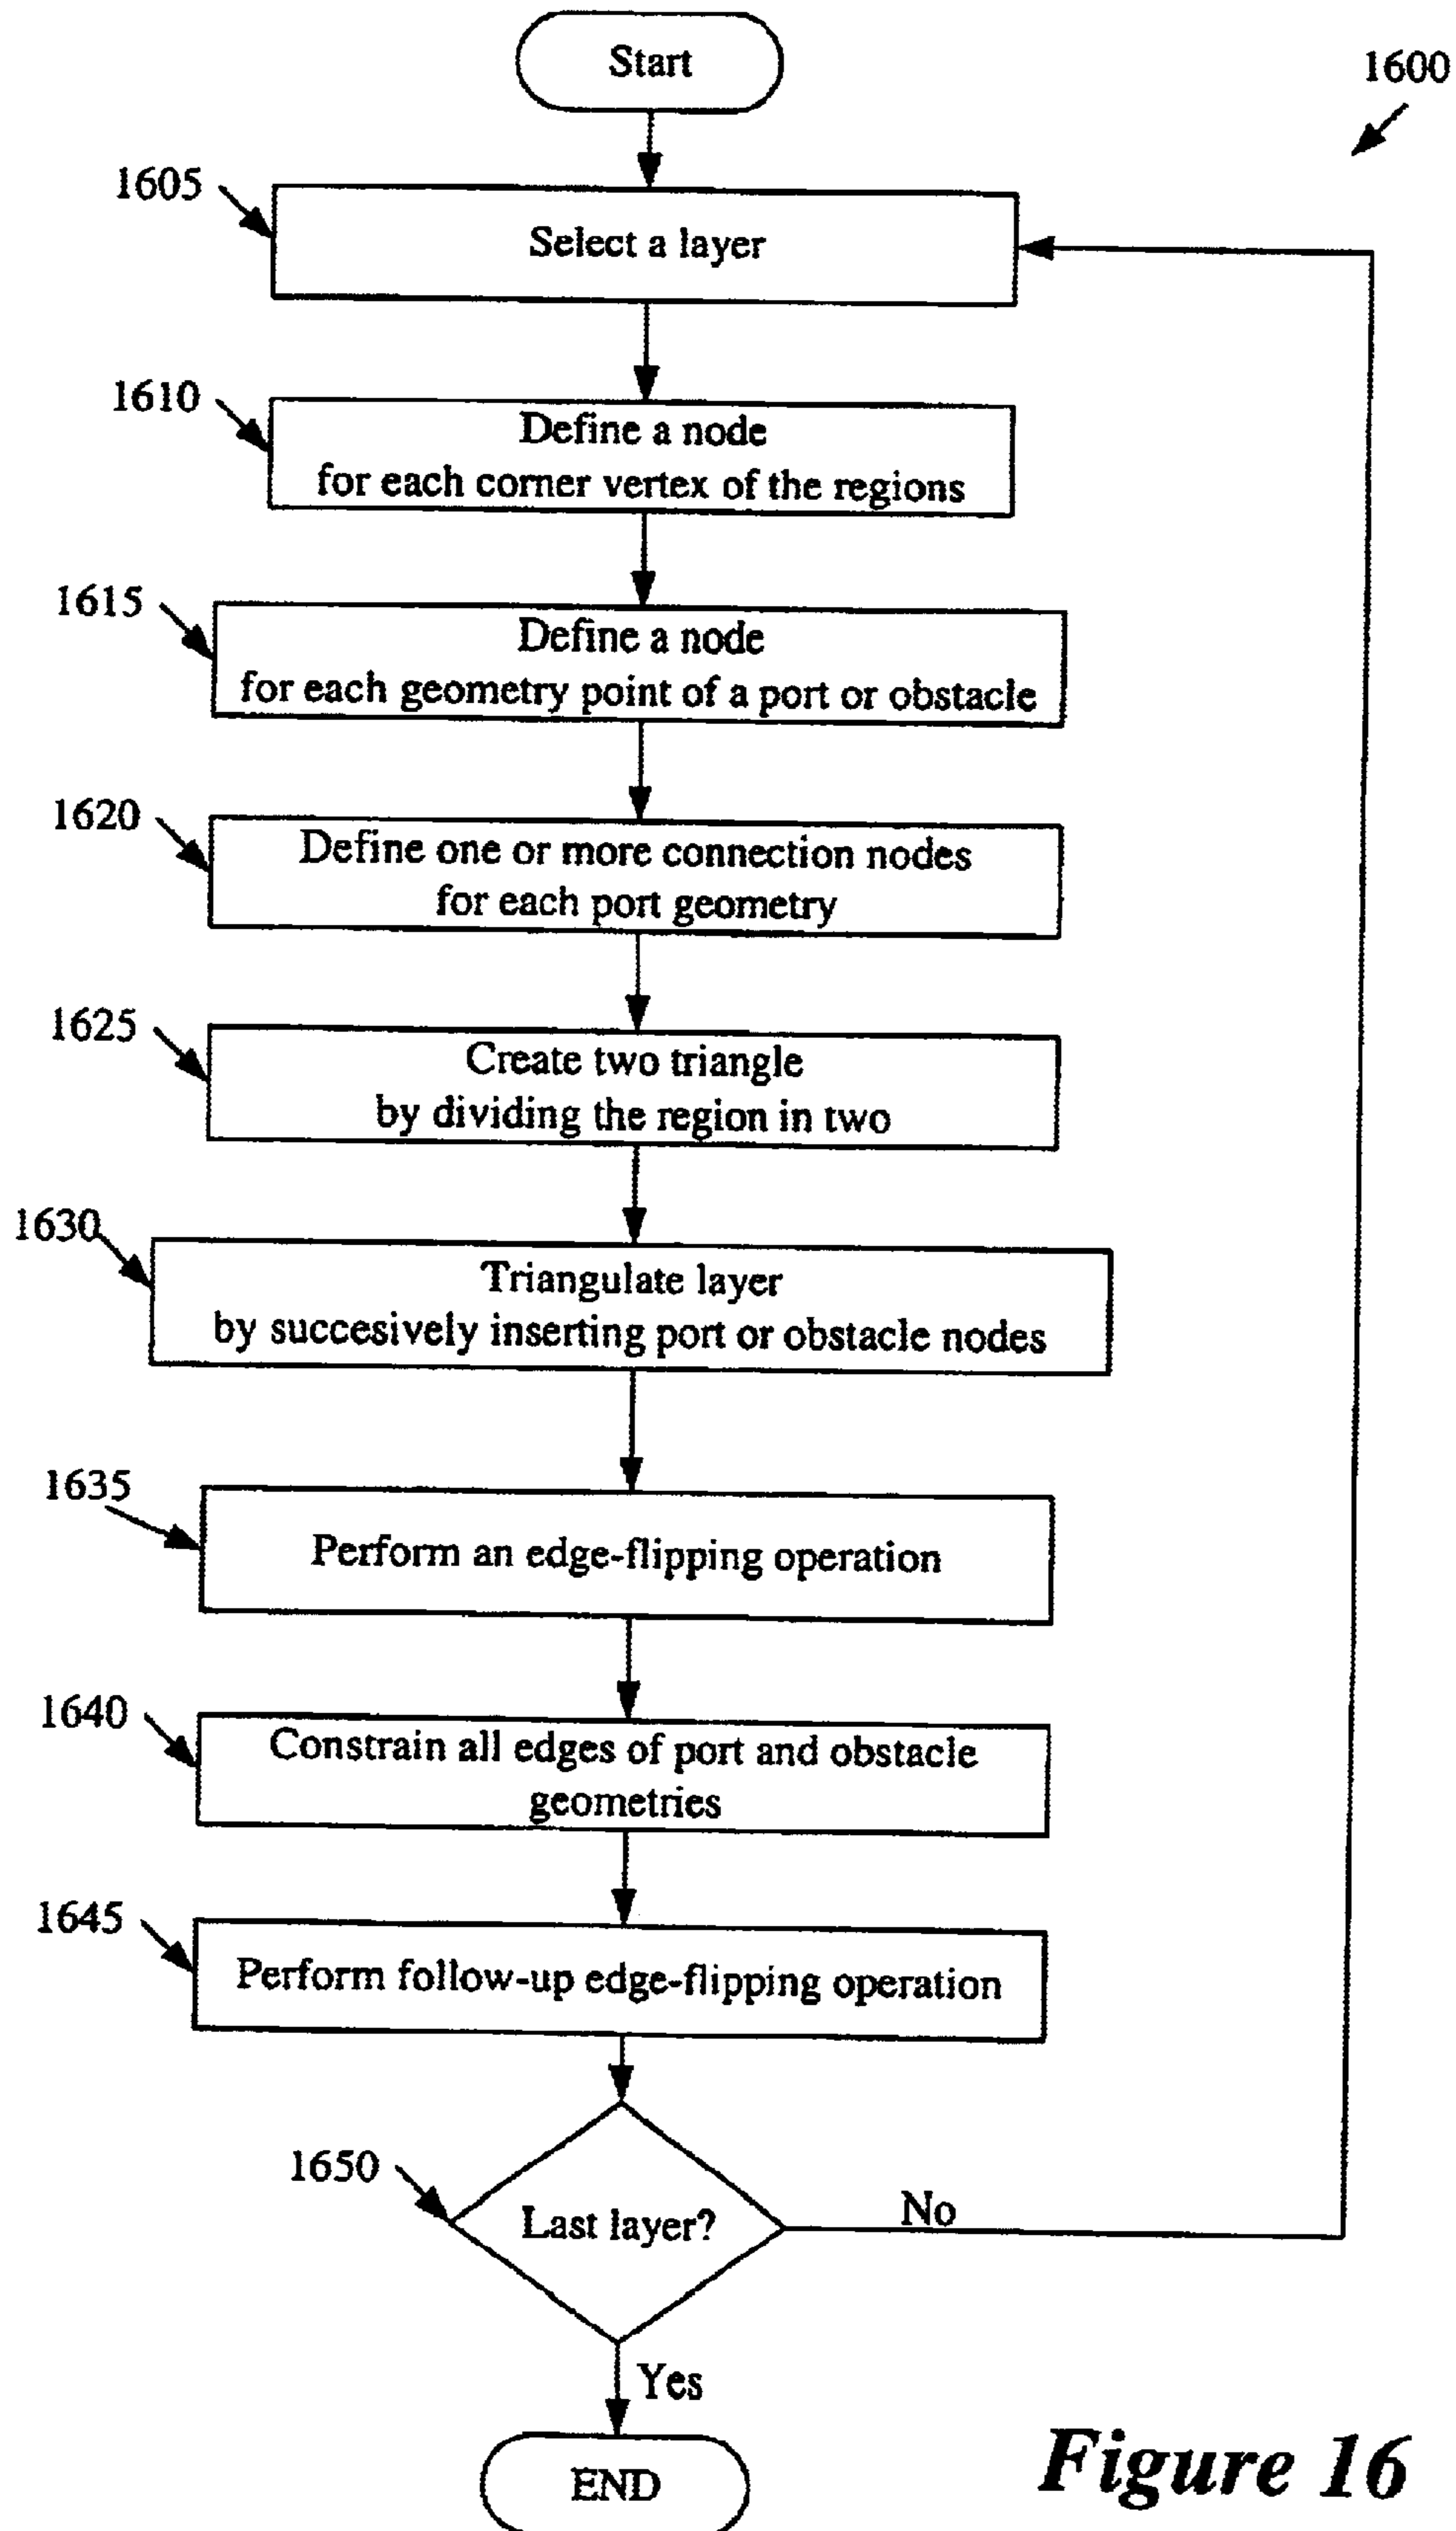 Start
1600
1605
Select a layer
1610
Define a node
for each corner vertex of the regions
1615
Define a node
for each geometry point of a port or obstacle
1620
Define one or more connection nodes
for each port geometry
1625
Create two triangle
by dividing the region in two
1630
Triangulate layer
by succesively inserting port or obstacle nodes
1635
Perform an edge-flipping operation
1640
Constrain all edges of port and obstacle
geometries
1645
Perform follow-up edge-flipping operation
1650
Last layer?
No
Yes
END
Figure 16